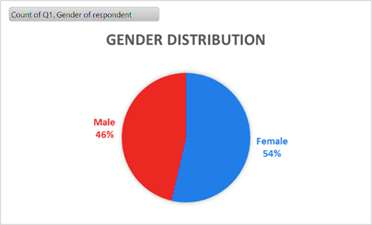 Count of Q1, Gender of respondent
GENDER DISTRIBUTION
Male
46%
Female
54%